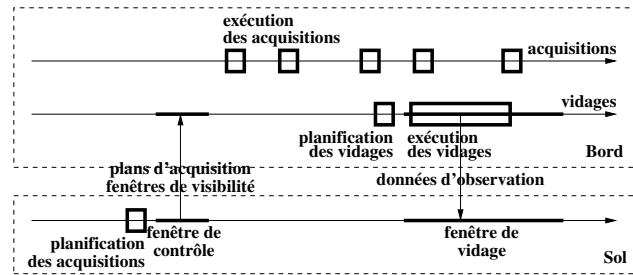 exécution
des acquisitions
acquisitions
vidages
planification
des vidages
exécution
des vidages
Bord
plans d'acquisition
fenêtres de visibilité
données d'observation
planification
des acquisitions
fenêtre de
contrôle
fenêtre de
vidage
Sol